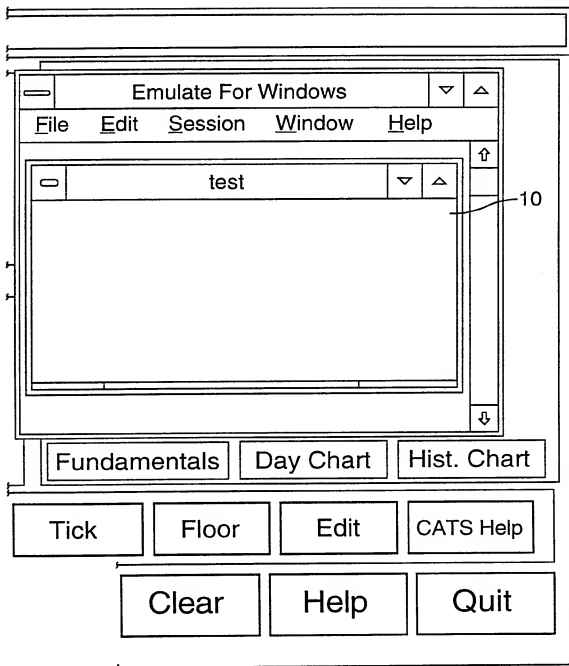 Emulate For Windows
File Edit Session Window Help
test
10
Fundamentals Day Chart Hist. Chart
Tick Floor Edit CATS Help
Clear Help Quit